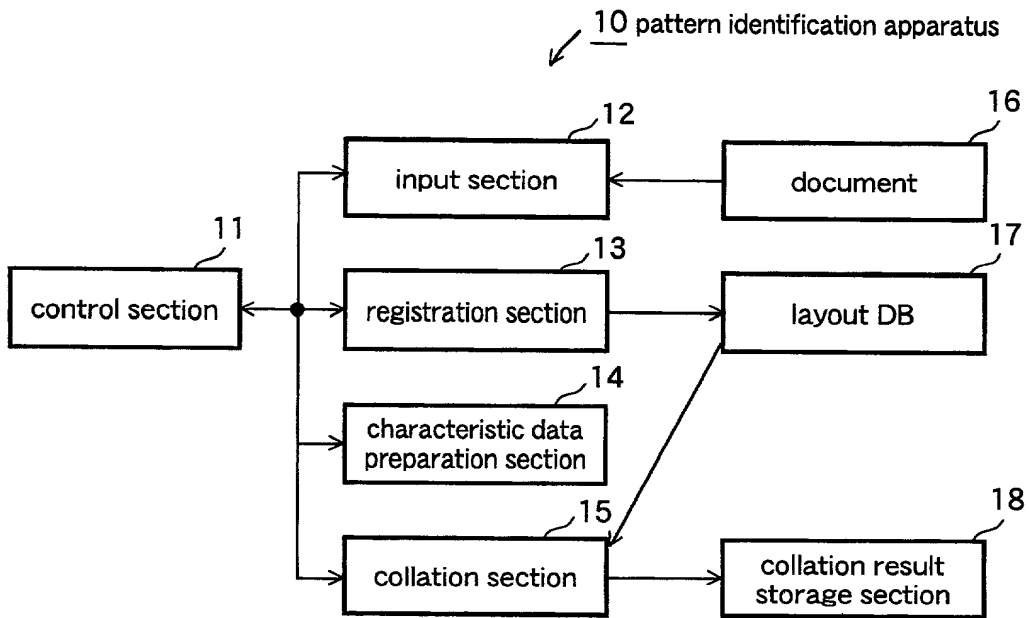 10 pattern identification apparatus
12
input section
16
document
11
control section
13
registration section
17
layout DB
14
characteristic data
preparation section
15
collation section
18
collation result
storage section